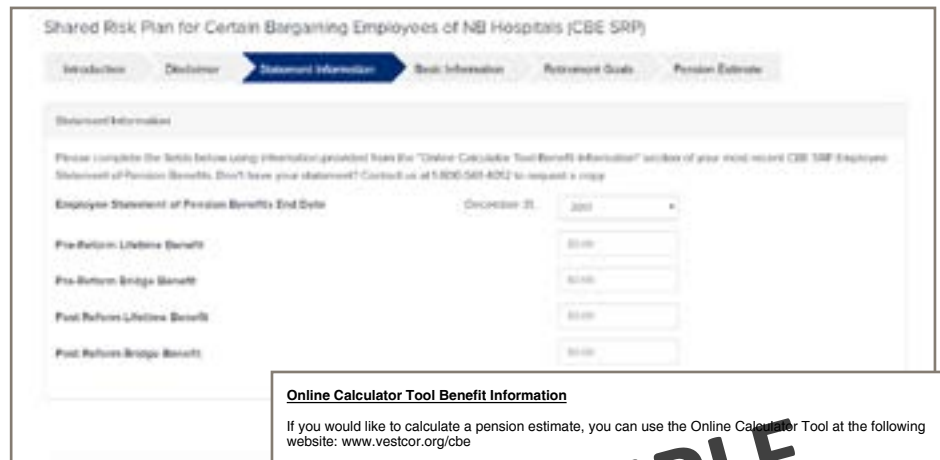 Shared Risk Plan for Certain Bargaining Employees of NB Hospitals (CBE SRP)
Introduction Disclaimer Statement Information Basic Information Retirement Goals Pension Estimate
Statement Information
Please complete the fields below using information provided from the "Online Calculator Tool Benefit Information" section of your most recent CBE SRP Employee
Statement of Pension Benefits. Don't have your statement? Contact us at 1-800-561-4012 to request a copy
Employee Statement of Pension Benefits End Date December 31,
Pre-Reform Lifetime Benefit $0.00
Pre-Reform Bridge Benefit $0.00
Post Reform Lifetime Benefit $0.00
Post Reform Bridge Benefit $0.00
Online Calculator Tool Benefit Information
If you would like to calculate a pension estimate, you can use the Online Calculator Tool at the following
website: www.vestcor.org/cbe